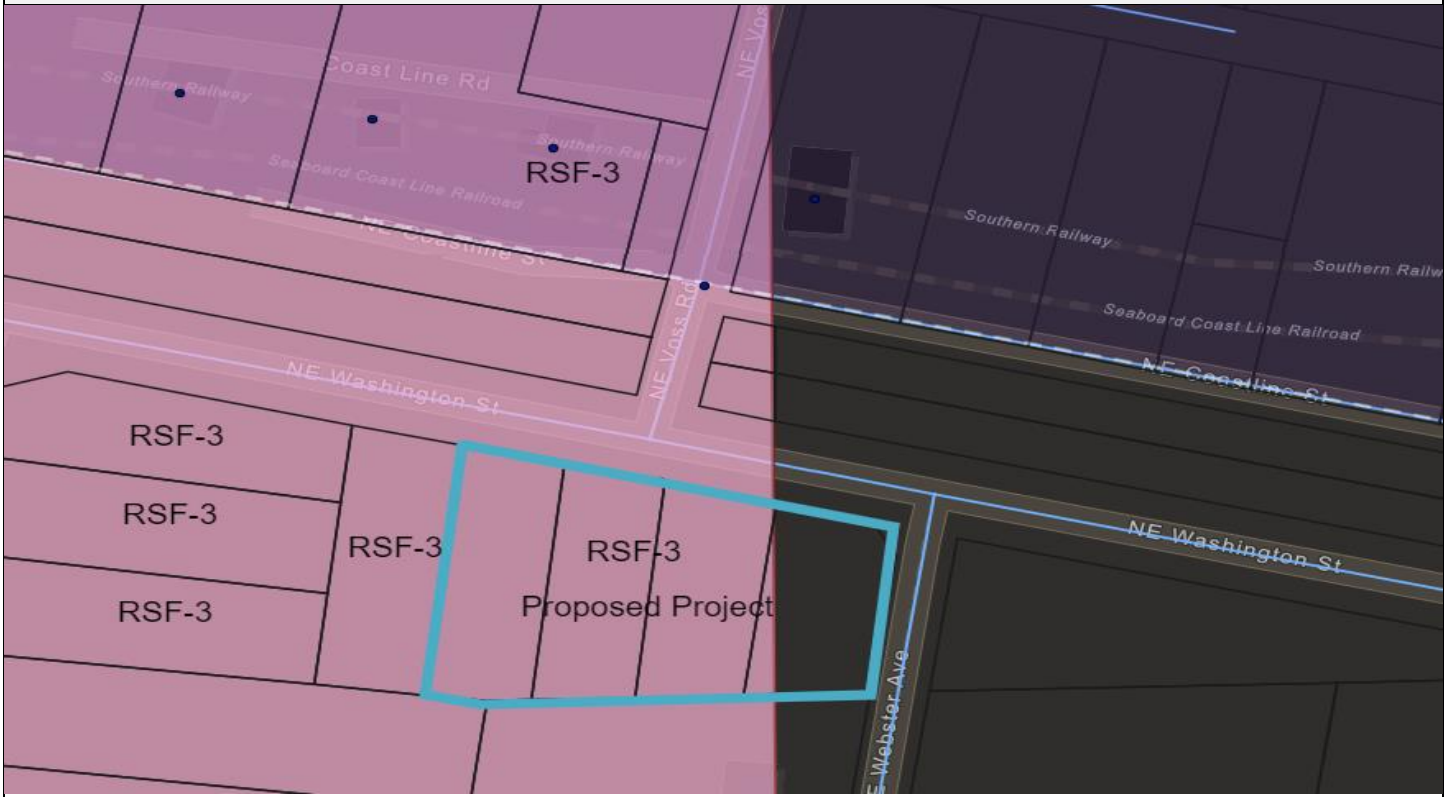 NE Vos
Coast Line Rd
Southern Railway
Southern Railway
RSF-3
Seaboard Coast Line Railroad
Southern Railway
Southern Railw
NE Coastline St
NE Voss Rd
Seaboard Coast Line Railroad
NE Coastline St
NE Washington St
RSF-3
RSF-3
RSF-3
RSF-3
NE Washington St
Proposed Project
RSF-3
E Webster Ave